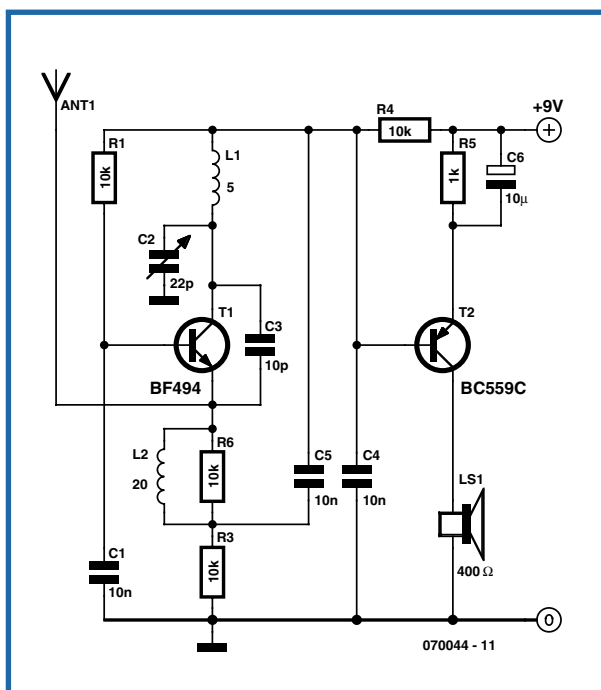 ANT1
R1
10k
L1
5
C2
22p
T1
BF494
C3
10p
L2
20
R6
10k
R3
10k
C1
10n
C5
10n
C4
10n
R4
10k
+9V
R5
1k
C6
10µ
T2
BC559C
LS1
400 Ω
0
070044 - 11